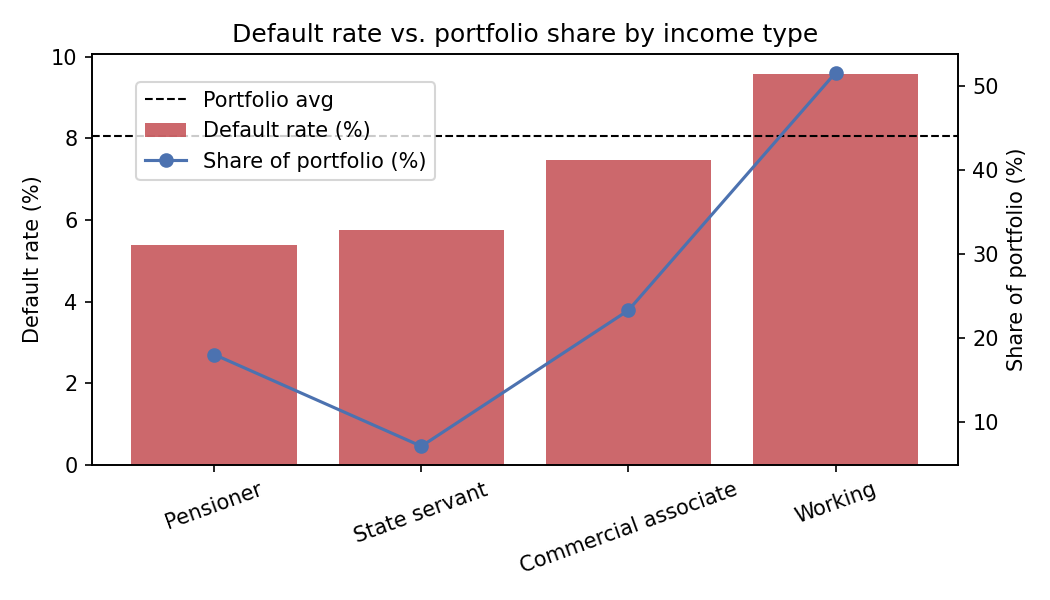 Default rate vs. portfolio share by income type
Default rate (%)
10
8
6
4
2
0
Portfolio avg
Default rate (%)
Share of portfolio (%)
50
40
30
20
10
Share of portfolio (%)
Pensioner
State servant
Commercial associate
Working